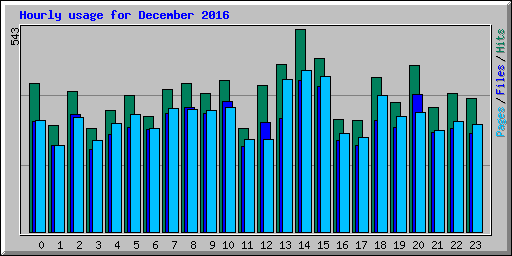 Hourly usage for December 2016
543
Pages/Files/Hits
0 1 2 3 4 5 6 7 8 9 10 11 12 13 14 15 16 17 18 19 20 21 22 23